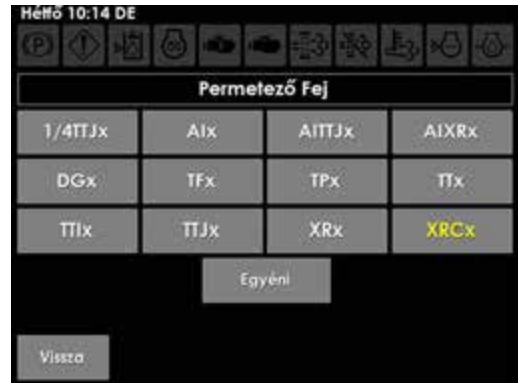 Hétfő 10:14 DE
Permetező Fej
1/4TTJx AIx AITTJx AIXRx
DGx TFx TPx TTx
TTIx TTJx XRx XRCx
Egyéni
Vissza